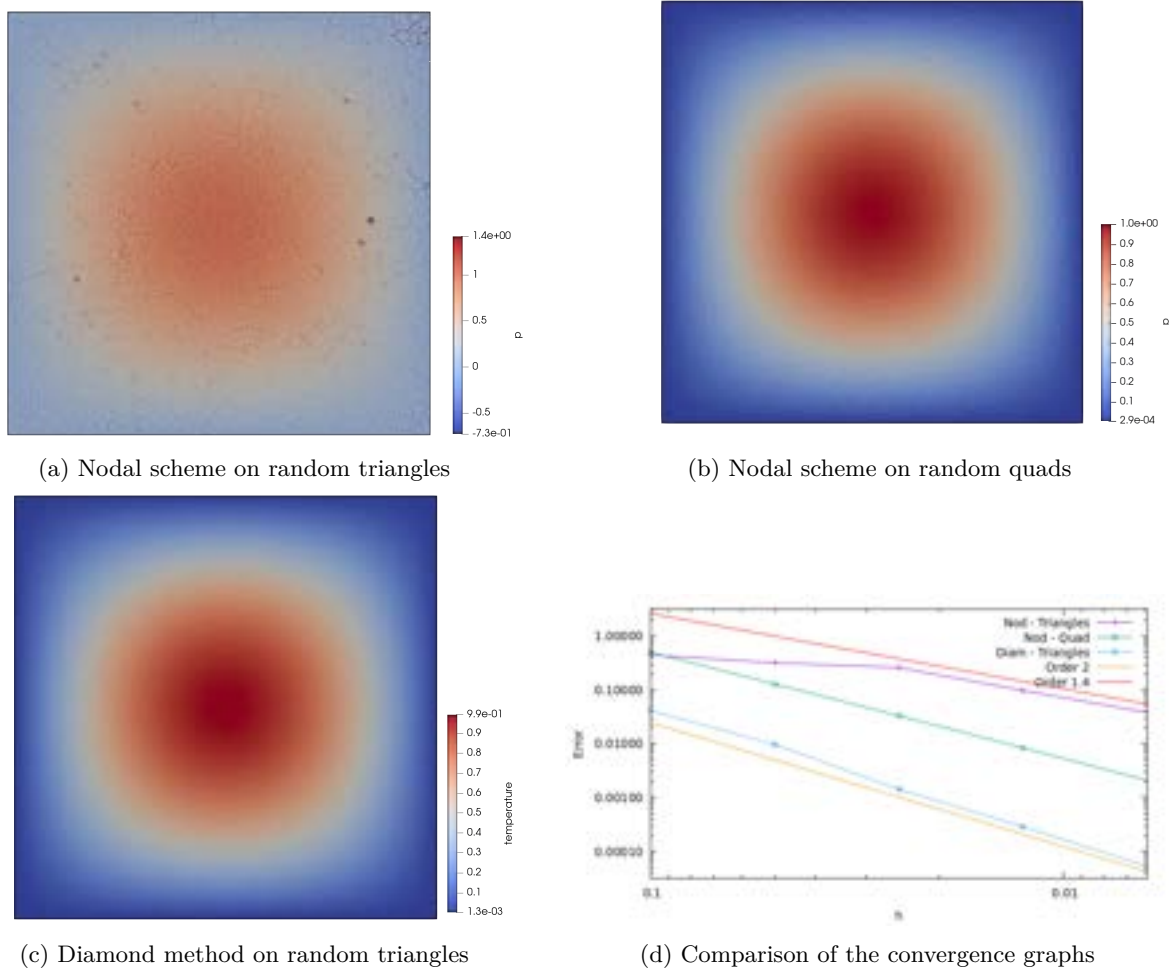 1.4e+00
1
0.5
0
-0.5
-7.3e-01
p
(a) Nodal scheme on random triangles
1.0e+00
0.9
0.8
0.7
0.6
0.5
0.4
0.3
0.2
0.1
2.9e-04
p
(b) Nodal scheme on random quads
9.9e-01
0.9
0.8
0.7
0.6
0.5
0.4
0.3
0.2
0.1
1.3e-03
temperature
(c) Diamond method on random triangles
Nod - Triangles
Nod - Quad
Diam - Triangles
Order 2
Order 1.4
1.00000
0.10000
0.01000
0.00100
0.00010
Error
0.1
0.01
h
(d) Comparison of the convergence graphs